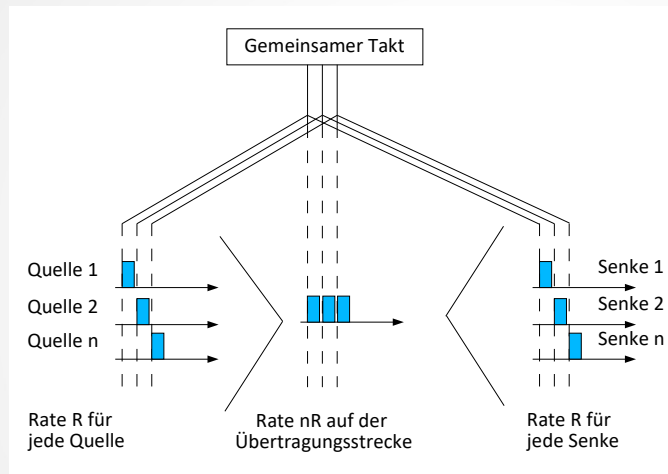 Gemeinsamer Takt
Quelle 1
Quelle 2
Quelle n
Senke 1
Senke 2
Senke n
Rate R für
jede Quelle
Rate nR auf der
Übertragungsstrecke
Rate R für
jede Senke